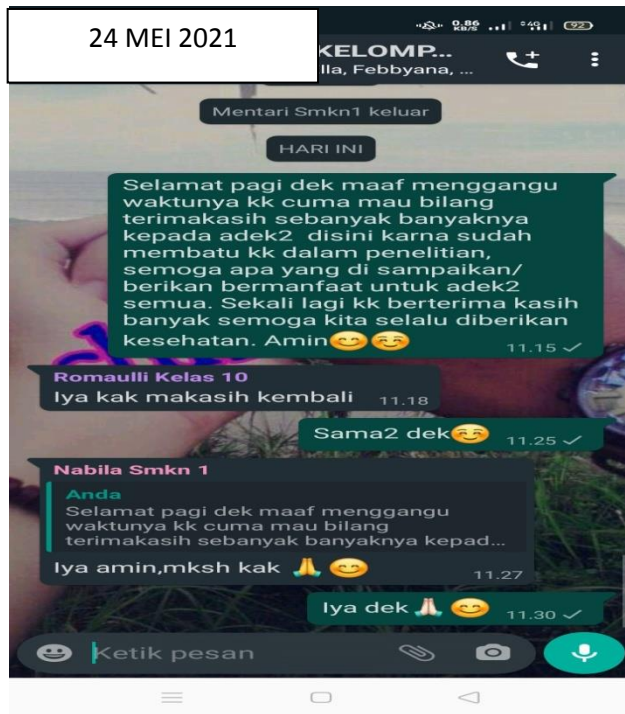 24 MEI 2021
0.86 KB/S 4G 92
KELOMP...
lla, Febbyana, ...
Mentari Smkn1 keluar
HARI INI
Selamat pagi dek maaf menggangu
waktunya kk cuma mau bilang
terimakasih sebanyak banyaknya
kepada adek2 disini karna sudah
membatu kk dalam penelitian,
semoga apa yang di sampaikan/
berikan bermanfaat untuk adek2
semua. Sekali lagi kk berterima kasih
banyak semoga kita selalu diberikan
kesehatan. Amin😊☺️
11.15
Romaulli Kelas 10
Iya kak makasih kembali 11.18
Sama2 dek☺️ 11.25
Nabila Smkn 1
Anda
Selamat pagi dek maaf menggangu
waktunya kk cuma mau bilang
terimakasih sebanyak banyaknya kepad...
Iya amin,mksh kak 🙏 😊
11.27
Iya dek 🙏🏻 😊 11.30
Ketik pesan